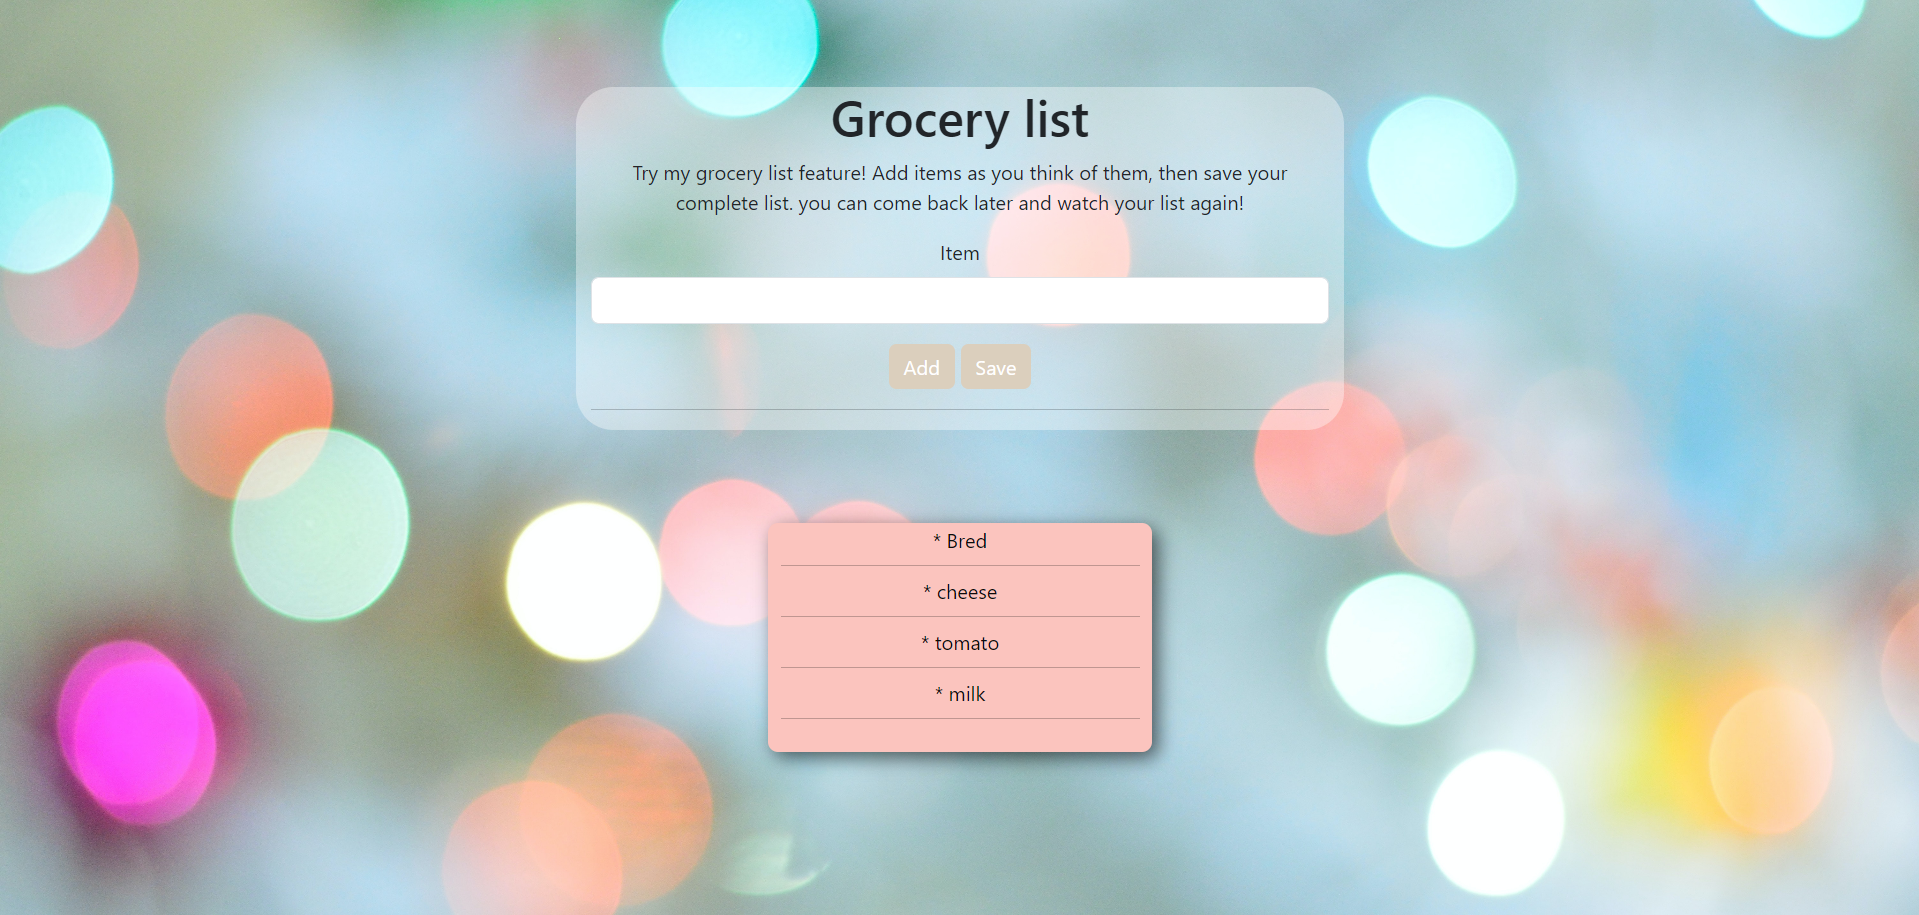 Grocery list
Try my grocery list feature! Add items as you think of them, then save your
complete list. you can come back later and watch your list again!
Item
Add Save
* Bred
* cheese
* tomato
* milk